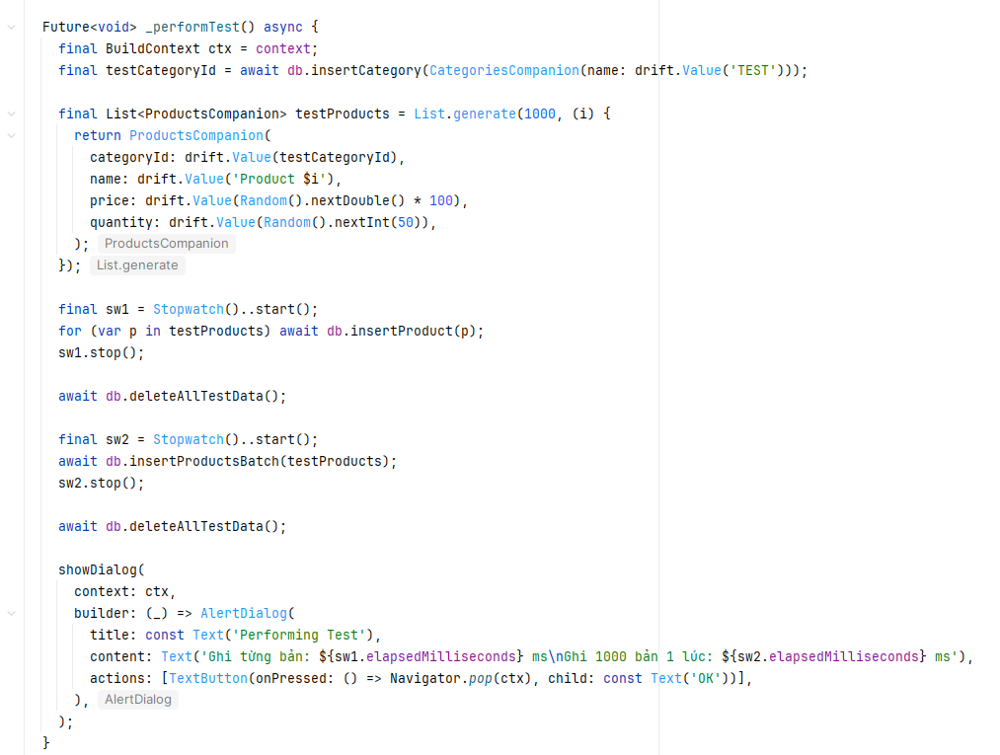 Future<void> _performTest() async {
final BuildContext ctx = context;
final testCategoryId = await db.insertCategory(CategoriesCompanion(name: drift.Value('TEST')));
final List<ProductsCompanion> testProducts = List.generate(1000, (i) {
return ProductsCompanion(
categoryId: drift.Value(testCategoryId),
name: drift.Value('Product $i'),
price: drift.Value(Random().nextDouble() * 100),
quantity: drift.Value(Random().nextInt(50)),
); ProductsCompanion
}); List.generate
final sw1 = Stopwatch()..start();
for (var p in testProducts) await db.insertProduct(p);
sw1.stop();
await db.deleteAllTestData();
final sw2 = Stopwatch()..start();
await db.insertProductsBatch(testProducts);
sw2.stop();
await db.deleteAllTestData();
showDialog(
context: ctx,
builder: (_) => AlertDialog(
title: const Text('Performing Test'),
content: Text('Ghi từng bản: ${sw1.elapsedMilliseconds} ms\nGhi 1000 bản 1 lúc: ${sw2.elapsedMilliseconds} ms'),
actions: [TextButton(onPressed: () => Navigator.pop(ctx), child: const Text('OK'))],
), AlertDialog
);
}